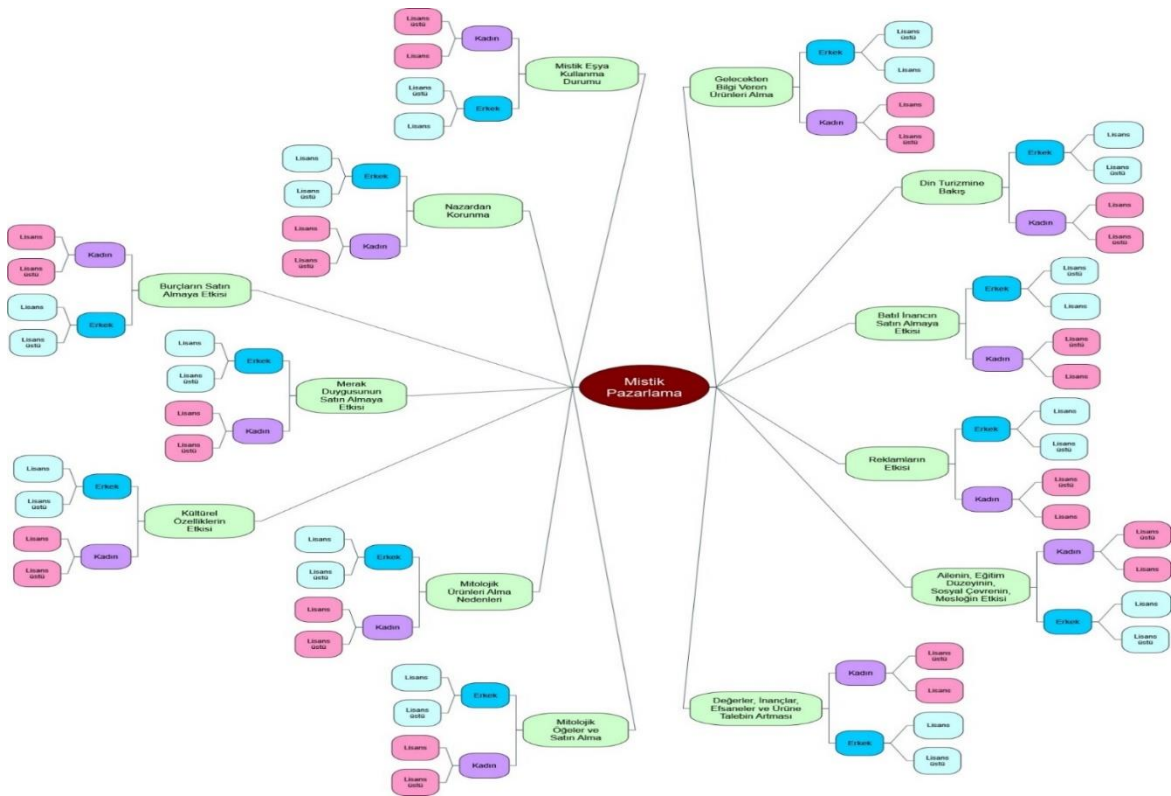 Mistik
Pazarlama
Mistik Eşya
Kullanma
Durumu
Kadın
Lisans
üstü
Lisans
Erkek
Lisans
üstü
Lisans
Nazardan
Korunma
Erkek
Lisans
Lisans
üstü
Kadın
Lisans
Lisans
üstü
Burçların Satın
Almaya Etkisi
Kadın
Lisans
Lisans
üstü
Erkek
Lisans
Lisans
üstü
Merak
Duygusunun
Satın Almaya
Etkisi
Erkek
Lisans
Lisans
üstü
Kadın
Lisans
Lisans
üstü
Kültürel
Özelliklerin
Etkisi
Erkek
Lisans
Lisans
üstü
Kadın
Lisans
Lisans
üstü
Mitolojik
Ürünleri Alma
Nedenleri
Erkek
Lisans
Lisans
üstü
Kadın
Lisans
Lisans
üstü
Mitolojik
Öğeler ve
Satın Alma
Erkek
Lisans
Lisans
üstü
Kadın
Lisans
Lisans
üstü
Gelecekten
Bilgi Veren
Ürünleri Alma
Erkek
Lisans
üstü
Lisans
Kadın
Lisans
Lisans
üstü
Din Turizmine
Bakış
Erkek
Lisans
Lisans
üstü
Kadın
Lisans
Lisans
üstü
Batıl İnancın
Satın Almaya
Etkisi
Erkek
Lisans
üstü
Lisans
Kadın
Lisans
üstü
Lisans
Reklamların
Etkisi
Erkek
Lisans
Lisans
üstü
Kadın
Lisans
üstü
Lisans
Ailenin, Eğitim
Düzeyinin,
Sosyal Çevrenin,
Mesleğin Etkisi
Kadın
Lisans
üstü
Lisans
Erkek
Lisans
Lisans
üstü
Değerler, İnançlar,
Efsaneler ve Ürüne
Talebin Artması
Kadın
Lisans
üstü
Lisans
Erkek
Lisans
Lisans
üstü